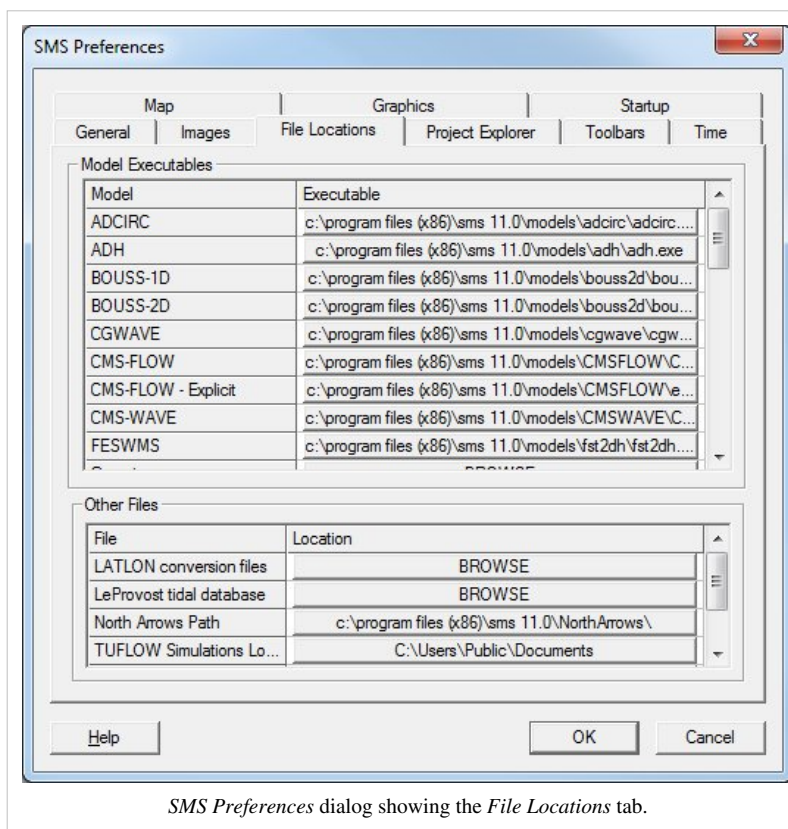 SMS Preferences
Map Graphics Startup
General Images File Locations Project Explorer Toolbars Time
Model Executables
Model Executable
ADCIRC c:\program files (x86)\sms 11.0\models\adcirc\adcirc....
ADH c:\program files (x86)\sms 11.0\models\adh\adh.exe
BOUSS-1D c:\program files (x86)\sms 11.0\models\bouss2d\bou...
BOUSS-2D c:\program files (x86)\sms 11.0\models\bouss2d\bou...
CGWAVE c:\program files (x86)\sms 11.0\models\cgwave\cgw...
CMS-FLOW c:\program files (x86)\sms 11.0\models\CMSFLOW\C...
CMS-FLOW - Explicit c:\program files (x86)\sms 11.0\models\CMSFLOW\e...
CMS-WAVE c:\program files (x86)\sms 11.0\models\CMSWAVE\C...
FESWMS c:\program files (x86)\sms 11.0\models\fst2dh\fst2dh....
BROWSE
Other Files
File Location
LATLON conversion files BROWSE
LeProvost tidal database BROWSE
North Arrows Path c:\program files (x86)\sms 11.0\NorthArrows\
TUFLOW Simulations Lo... C:\Users\Public\Documents
Help OK Cancel
SMS Preferences dialog showing the File Locations tab.